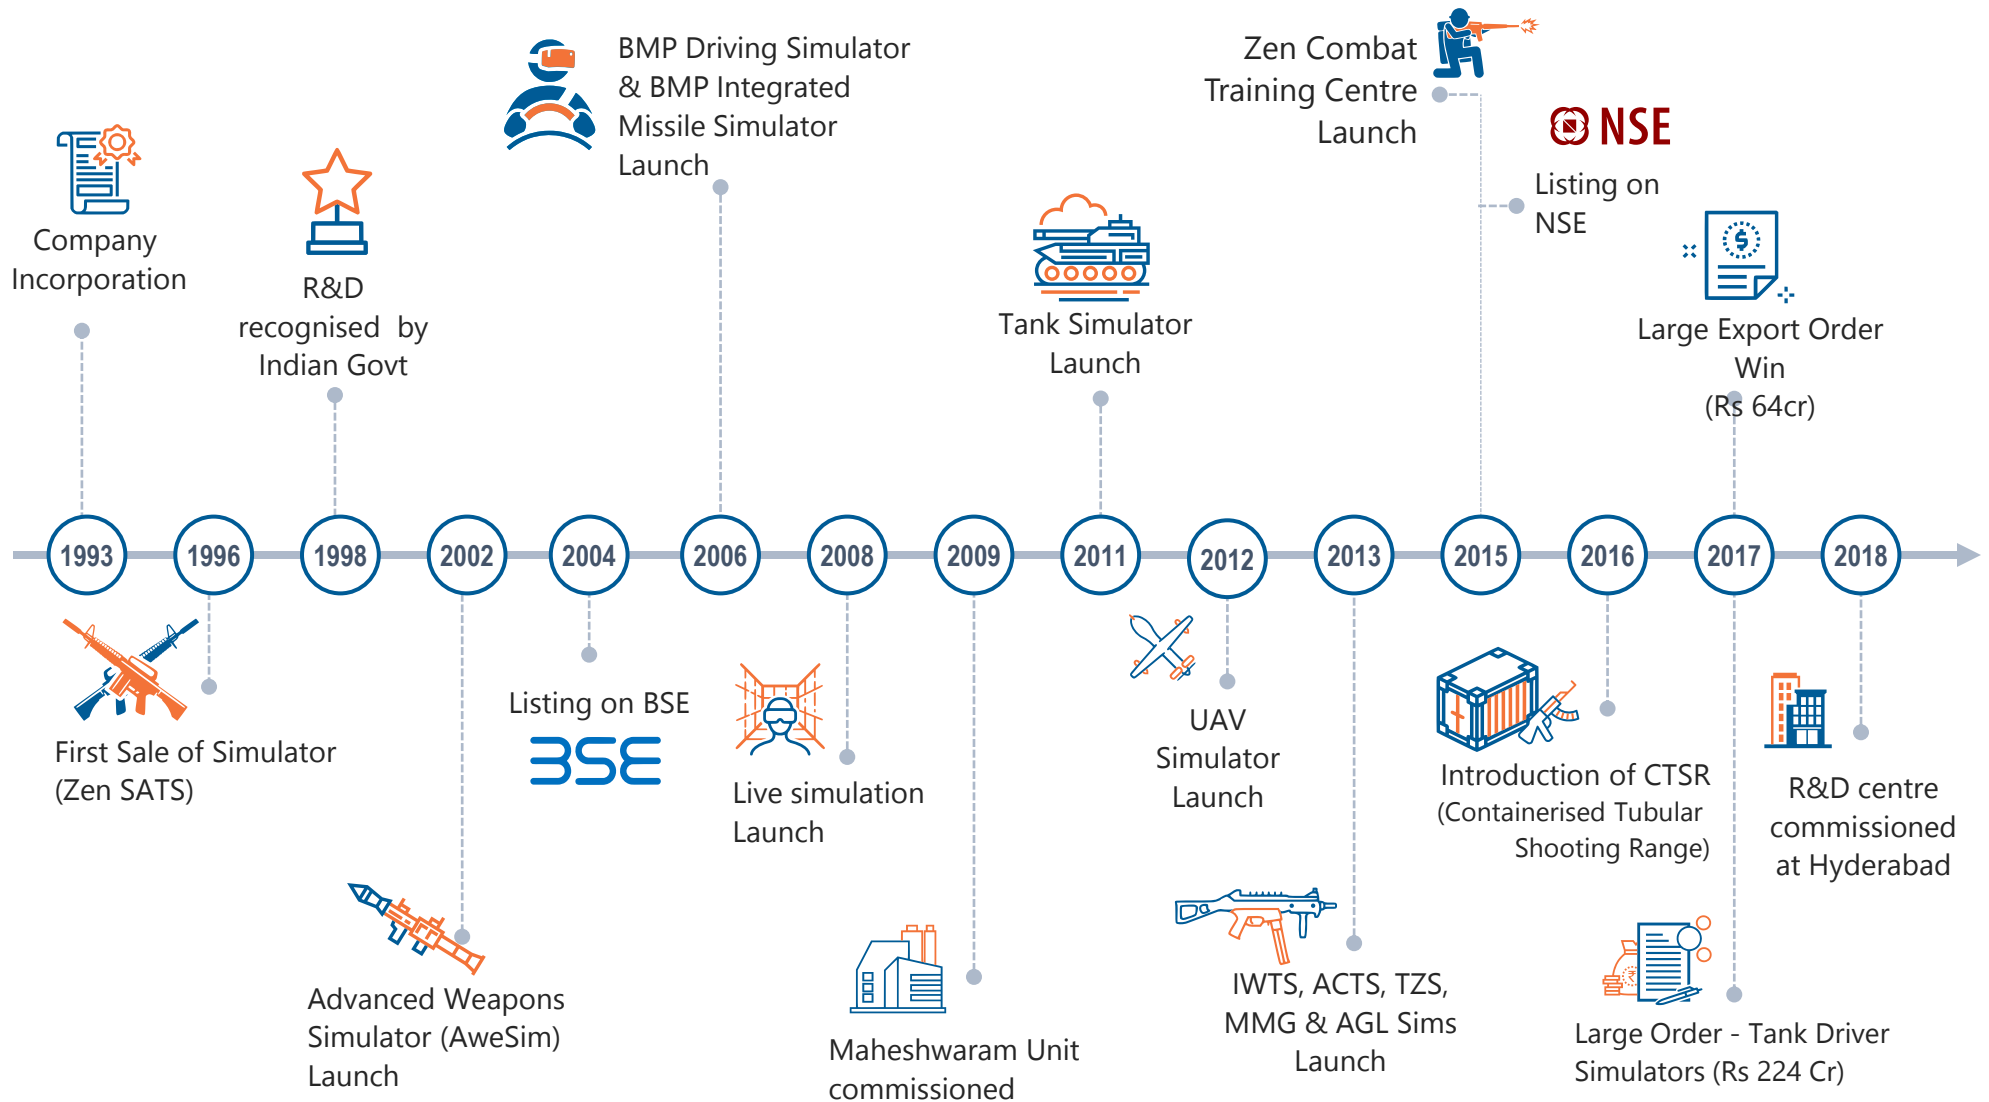 BMP Driving Simulator
& BMP Integrated
Missile Simulator
Launch
Zen Combat
Training Centre
Launch
NSE
Listing on
NSE
Company
Incorporation
R&D
recognised by
Indian Govt
Tank Simulator
Launch
$
Large Export Order
Win
(Rs 64cr)
1993
1996
1998
2002
2004
2006
2008
2009
2011
2012
2013
2015
2016
2017
2018
First Sale of Simulator
(Zen SATS)
Listing on BSE
BSE
Live simulation
Launch
UAV
Simulator
Launch
Introduction of CTSR
(Containerised Tubular
Shooting Range)
R&D centre
commissioned
at Hyderabad
Advanced Weapons
Simulator (AweSim)
Launch
Maheshwaram Unit
commissioned
IWTS, ACTS, TZS,
MMG & AGL Sims
Launch
₹
Large Order - Tank Driver
Simulators (Rs 224 Cr)